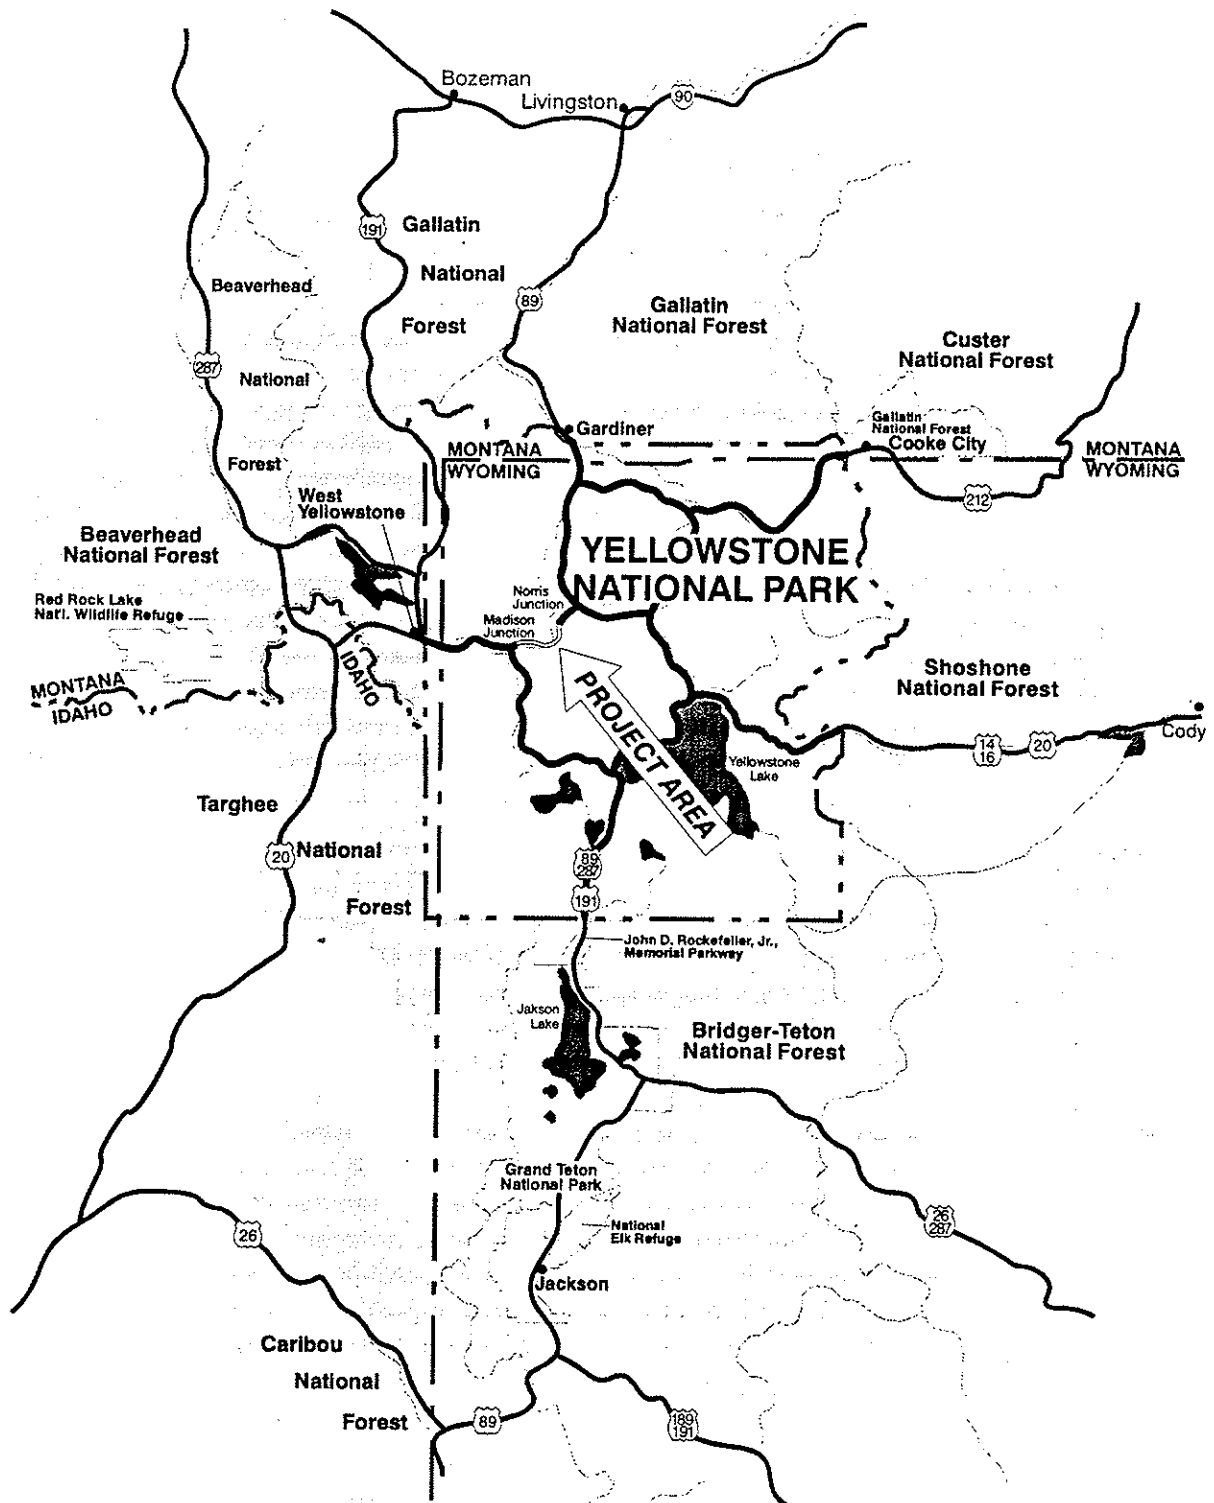 Bozeman
Livingston
90
191
Gallatin
National
Forest
Beaverhead
National
Forest
89
Gallatin
National Forest
Custer
National Forest
287
Gardiner
Gallatin
National Forest
Cooke City
MONTANA
WYOMING
MONTANA
WYOMING
212
West
Yellowstone
Beaverhead
National Forest
YELLOWSTONE
NATIONAL PARK
Red Rock Lake
Nat'l. Wildlife Refuge
Norris
Junction
Madison
Junction
MONTANA
IDAHO
IDAHO
PROJECT AREA
Shoshone
National Forest
Cody
14
16
20
Yellowstone
Lake
Targhee
National
Forest
20
89
287
191
John D. Rockefeller, Jr.,
Memorial Parkway
Jakson
Lake
Bridger-Teton
National Forest
Grand Teton
National Park
National
Elk Refuge
26
287
26
Jackson
Caribou
National
Forest
89
189
191